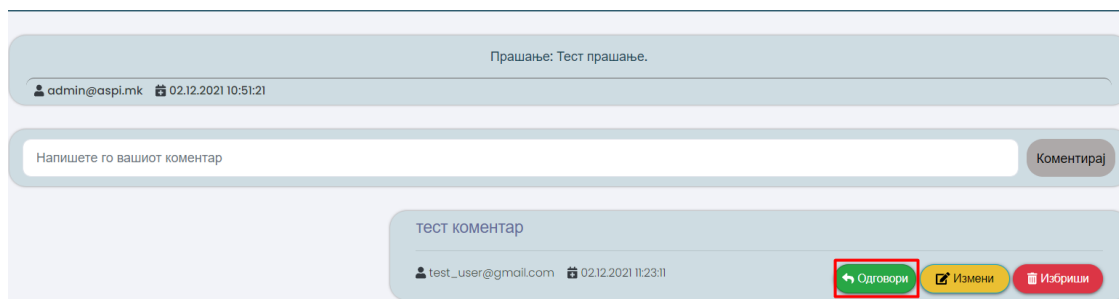 Прашање: Тест прашање.
admin@aspi.mk 02.12.2021 10:51:21
Напишете го вашиот коментар
Коментирај
тест коментар
test_user@gmail.com 02.12.2021 11:23:11
Одговори Измени Избриши